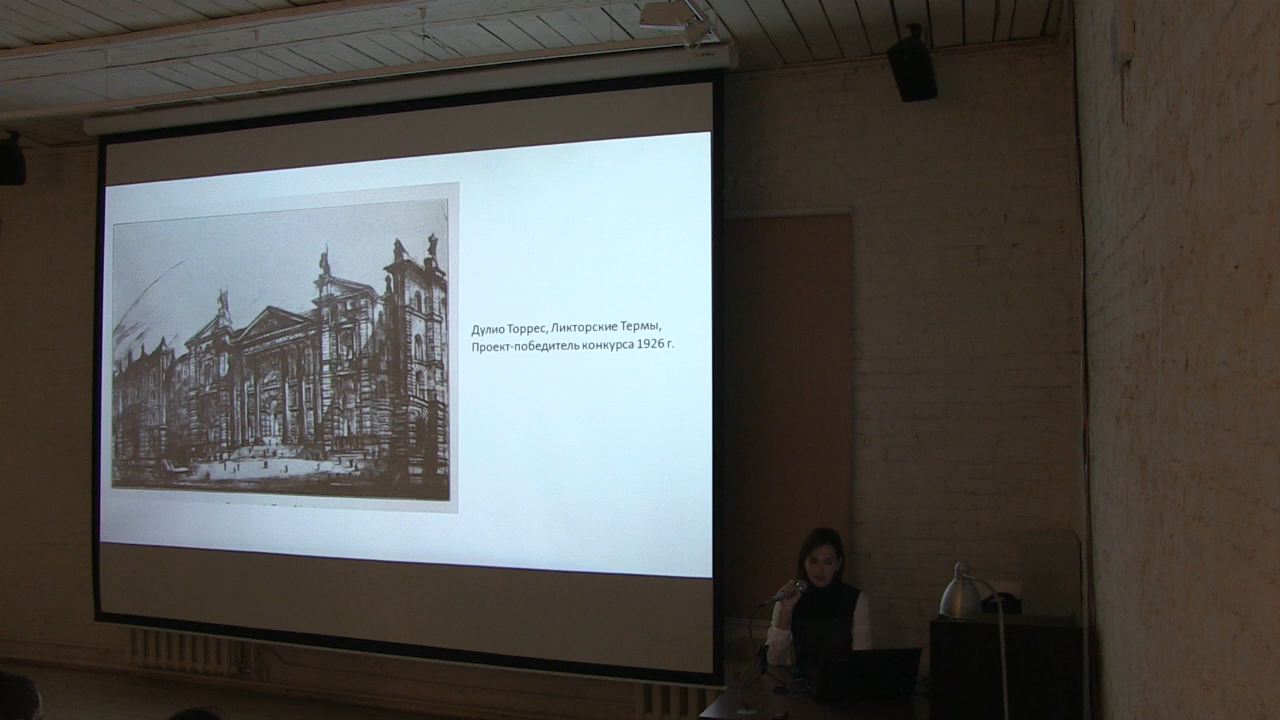 Дулио Торрес, Ликторские Термы,
Проект-победитель конкурса 1926 г.